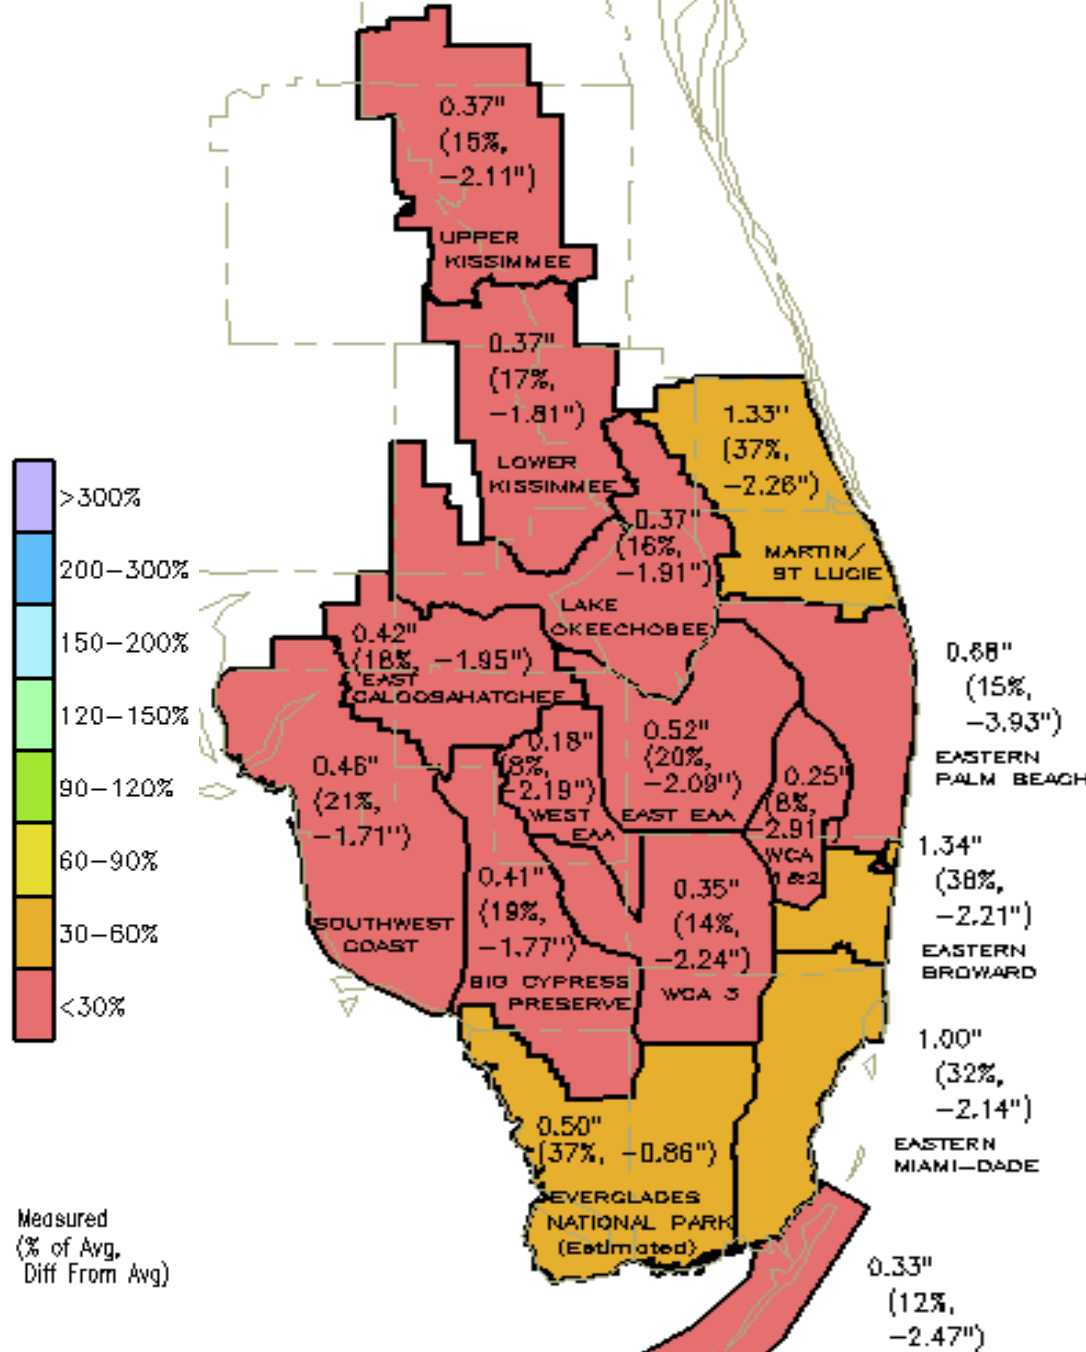 0.37"
(15%,
-2.11")
UPPER
KISSIMMEE
0.37"
(17%,
-1.81")
LOWER
KISSIMMEE
1.33"
(37%,
-2.26")
MARTIN/
ST LUCIE
0.37"
(16%,
-1.91")
LAKE
OKEECHOBEE
>300%
200-300%
150-200%
120-150%
90-120%
60-90%
30-60%
<30%
0.42"
(18%, -1.95")
EAST
CALOOSAHATCHEE
0.68"
(15%,
-3.93")
EASTERN
PALM BEACH
0.46"
(21%,
-1.71")
SOUTHWEST
COAST
0.18"
(8%,
-2.19")
WEST
EAA
0.52"
(20%,
-2.09")
EAST EAA
0.25"
(8%,
-2.91
WCA
1&2
0.41"
(19%,
-1.77")
BIG CYPRESS
PRESERVE
0.35"
(14%,
-2.24")
WCA 3
1.34"
(38%,
-2.21")
EASTERN
BROWARD
1.00"
(32%,
-2.14")
EASTERN
MIAMI-DADE
0.50"
(37%, -0.86")
EVERGLADES
NATIONAL PARK
(Estimated)
0.33"
(12%,
-2.47")
Measured
(% of Avg,
Diff From Avg)